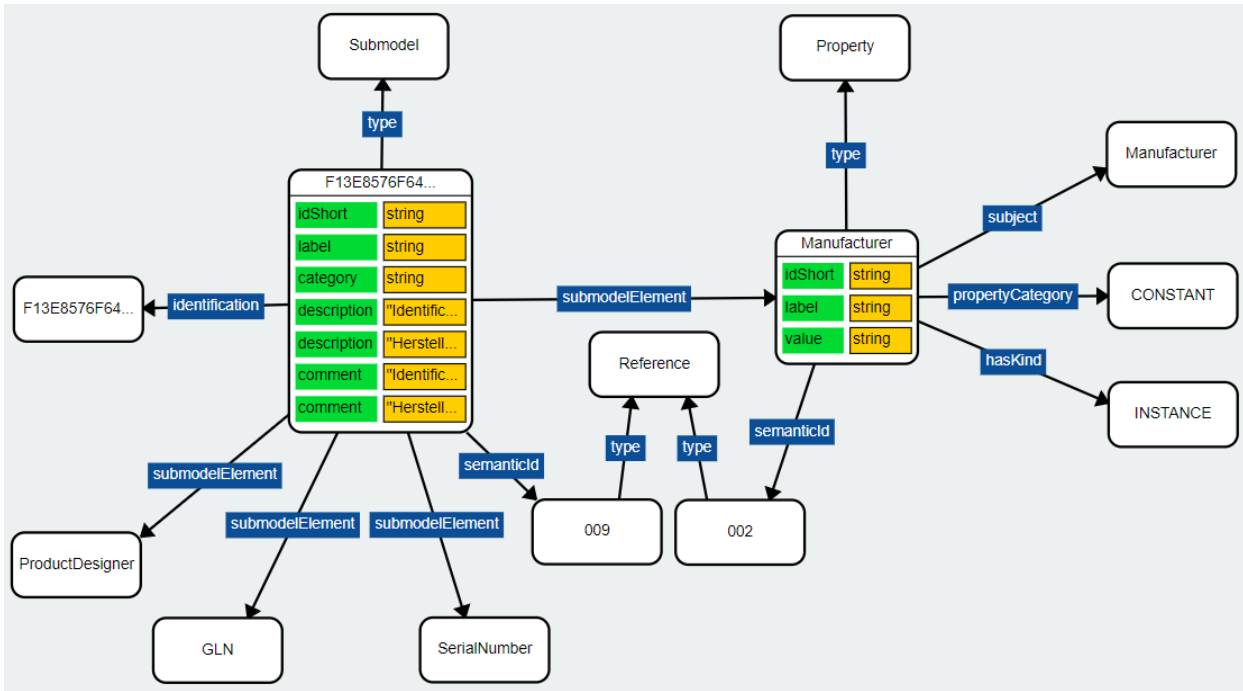 Submodel
Property
type
type
Manufacturer
F13E8576F64...
idShort string
label string
category string
description "Identific...
description "Herstell...
comment "Identific...
comment "Herstell...
subject
Manufacturer
idShort string
label string
value string
F13E8576F64...
identification
submodelElement
propertyCategory
CONSTANT
Reference
hasKind
INSTANCE
semanticId
type
type
semanticId
submodelElement
submodelElement
submodelElement
009
002
ProductDesigner
GLN
SerialNumber